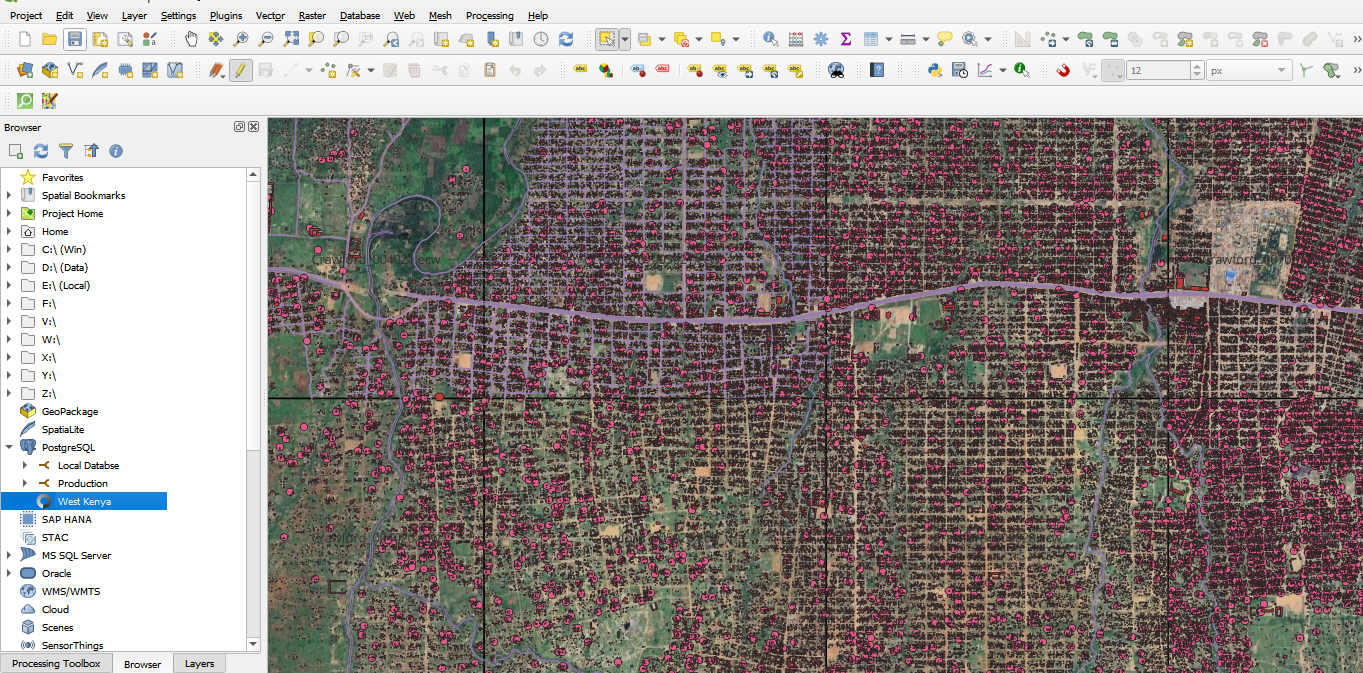 Project Edit View Layer Settings Plugins Vector Raster Database Web Mesh Processing Help
12 px
Browser
Favorites
Spatial Bookmarks
Project Home
Home
C:\ (Win)
D:\ (Data)
E:\ (Local)
F:\
V:\
W:\
X:\
Y:\
Z:\
GeoPackage
SpatiaLite
PostgreSQL
Local Databse
Production
West Kenya
SAP HANA
STAC
MS SQL Server
Oracle
WMS/WMTS
Cloud
Scenes
SensorThings
Processing Toolbox Browser Layers